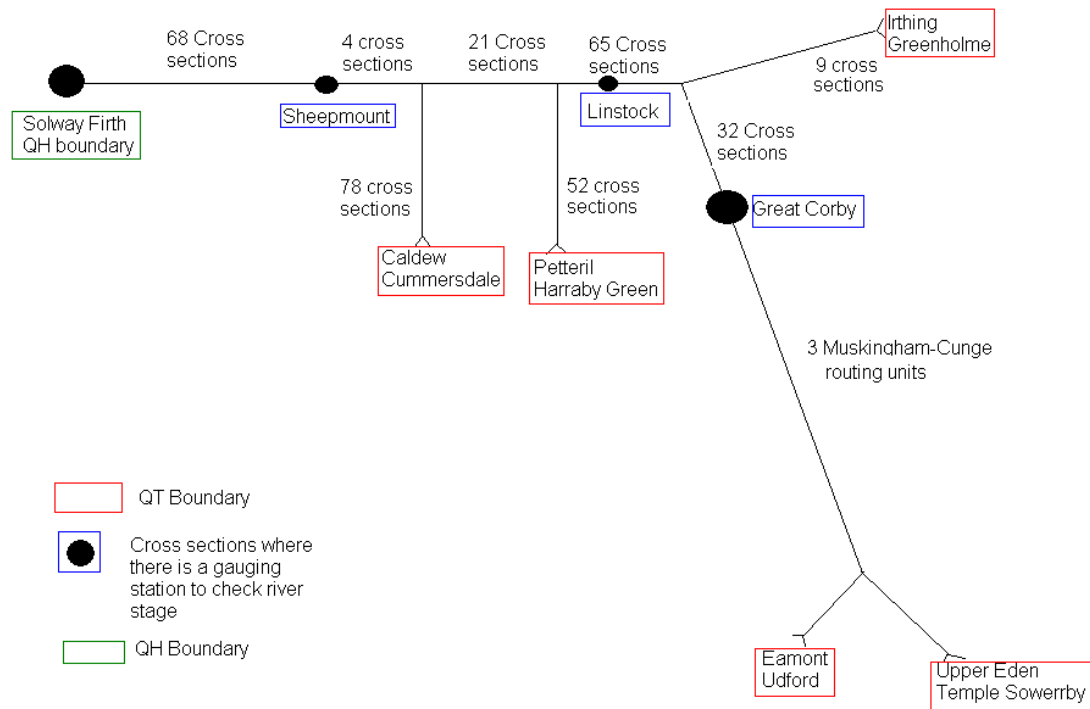 68 Cross
sections
4 cross
sections
21 Cross
sections
65 Cross
sections
Irthing
Greenholme
9 cross
sections
Solway Firth
QH boundary
Sheepmount
Linstock
32 Cross
sections
78 cross
sections
52 cross
sections
Great Corby
Caldew
Cummersdale
Petteril
Harraby Green
3 Muskingham-Cunge
routing units
QT Boundary
Cross sections where
there is a gauging
station to check river
stage
QH Boundary
Eamont
Udford
Upper Eden
Temple Sowerrby